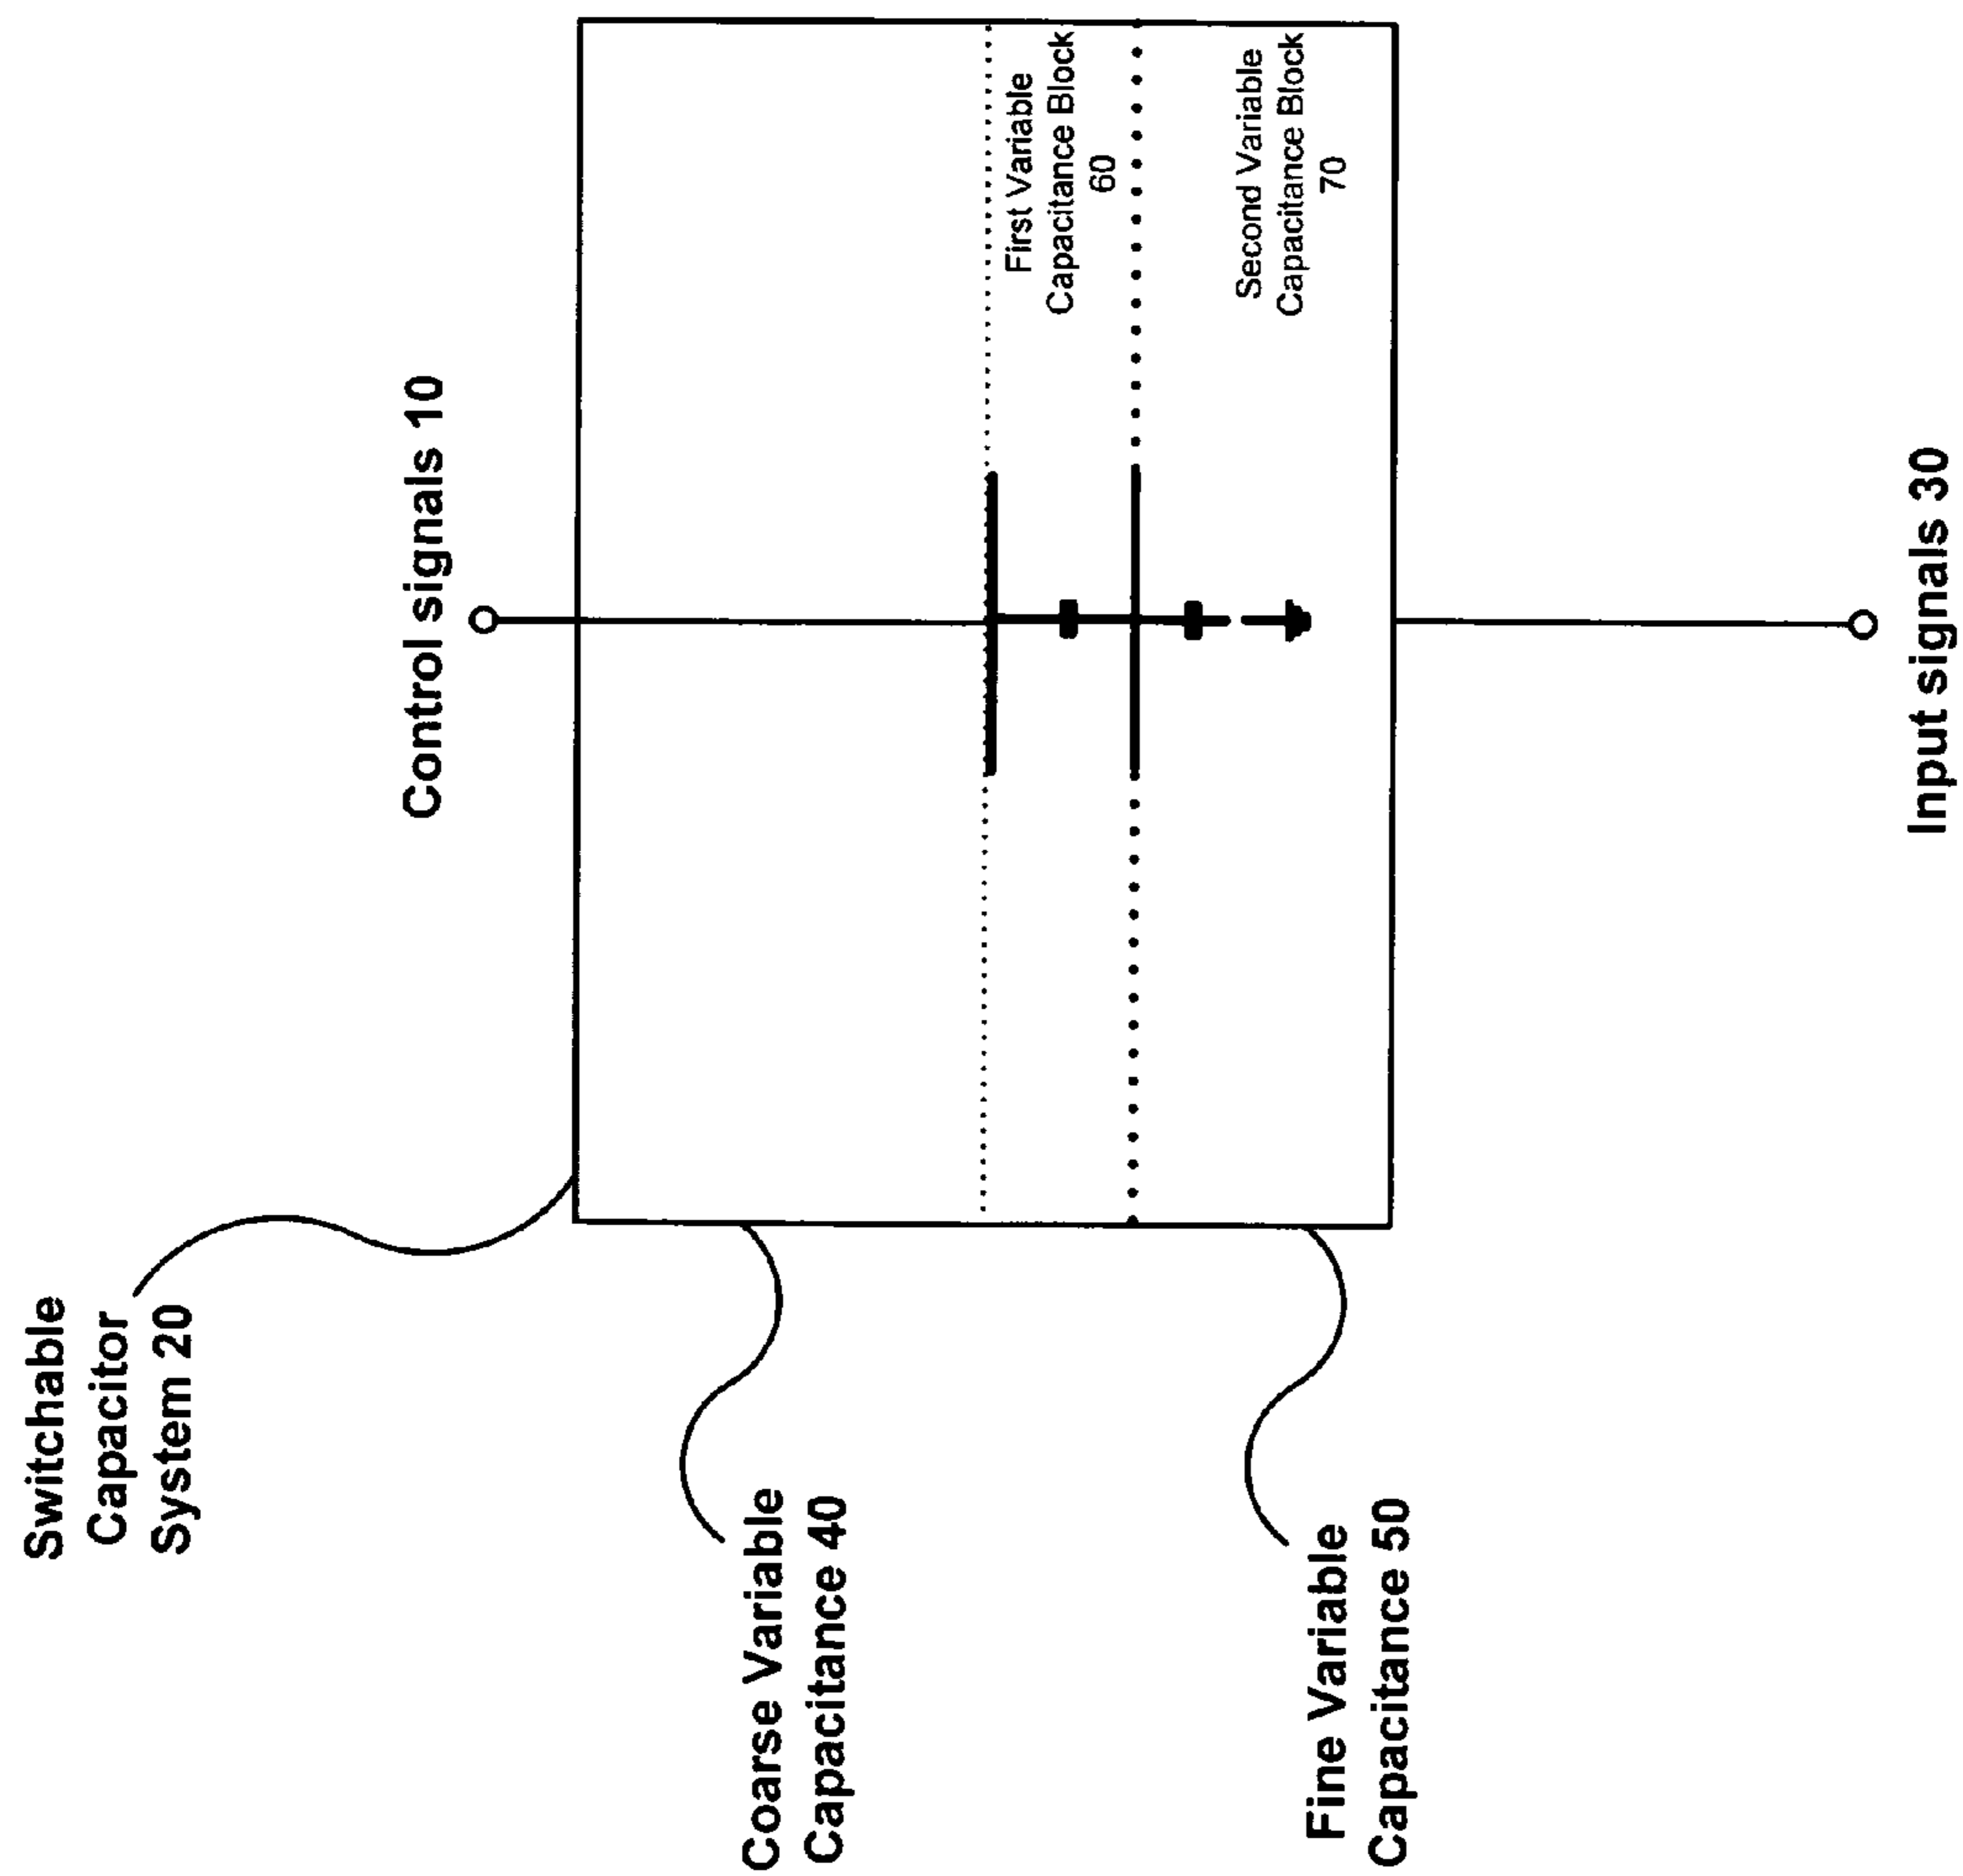 Switchable
Capacitor
System 20
Control signals 10
Coarse Variable
Capacitance 40
First Variable
Capacitance Block
60
Second Variable
Capacitance Block
70
Fine Variable
Capacitance 50
Input signals 30